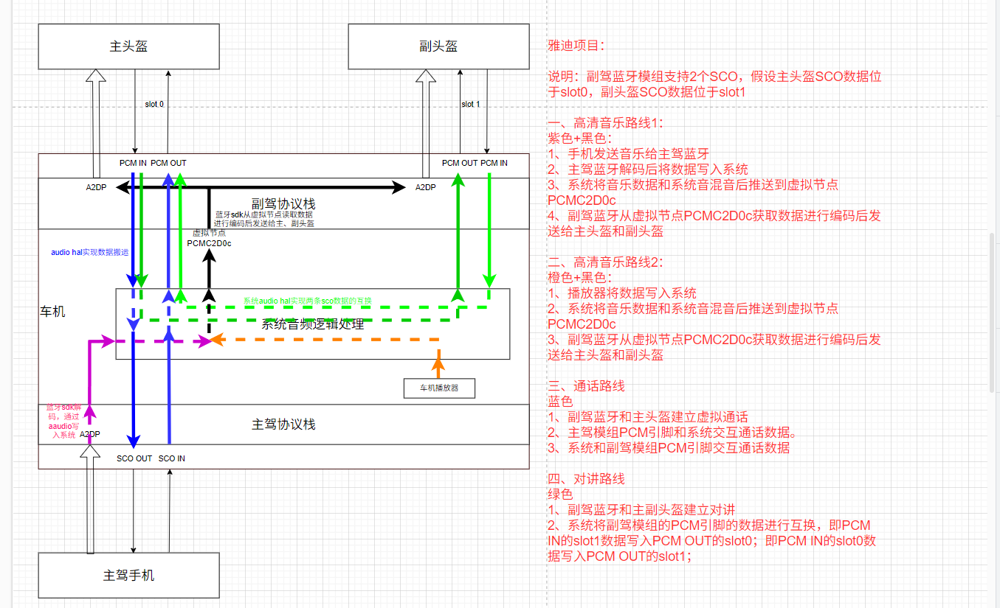 主头盔
副头盔
slot 0
slot 1
PCM IN
PCM OUT
PCM OUT
PCM IN
A2DP
A2DP
副驾协议栈
蓝牙sdk从虚拟节点读取数据
进行编码后发送给主、副头盔
虚拟节点
PCMC2D0c
audio hal实现数据搬运
车机
系统audio hal实现两条sco数据的互换
系统音频逻辑处理
车机播放器
蓝牙sdk解
码，通过
aaudio写
入系统
A2DP
主驾协议栈
SCO OUT
SCO IN
主驾手机
雅迪项目：
说明：副驾蓝牙模组支持2个SCO，假设主头盔SCO数据位
于slot0，副头盔SCO数据位于slot1
一、高清音乐路线1：
紫色+黑色：
1、手机发送音乐给主驾蓝牙
2、主驾蓝牙解码后将数据写入系统
3、系统将音乐数据和系统音混音后推送到虚拟节点
PCMC2D0c
4、副驾蓝牙从虚拟节点PCMC2D0c获取数据进行编码后发
送给主头盔和副头盔
二、高清音乐路线2：
橙色+黑色：
1、播放器将数据写入系统
2、系统将音乐数据和系统音混音后推送到虚拟节点
PCMC2D0c
3、副驾蓝牙从虚拟节点PCMC2D0c获取数据进行编码后发
送给主头盔和副头盔
三、通话路线
蓝色
1、副驾蓝牙和主头盔建立虚拟通话
2、主驾模组PCM引脚和系统交互通话数据。
3、系统和副驾模组PCM引脚交互通话数据
四、对讲路线
绿色
1、副驾蓝牙和主副头盔建立对讲
2、系统将副驾模组的PCM引脚的数据进行互换，即PCM
IN的slot1数据写入PCM OUT的slot0；即PCM IN的slot0数
据写入PCM OUT的slot1；